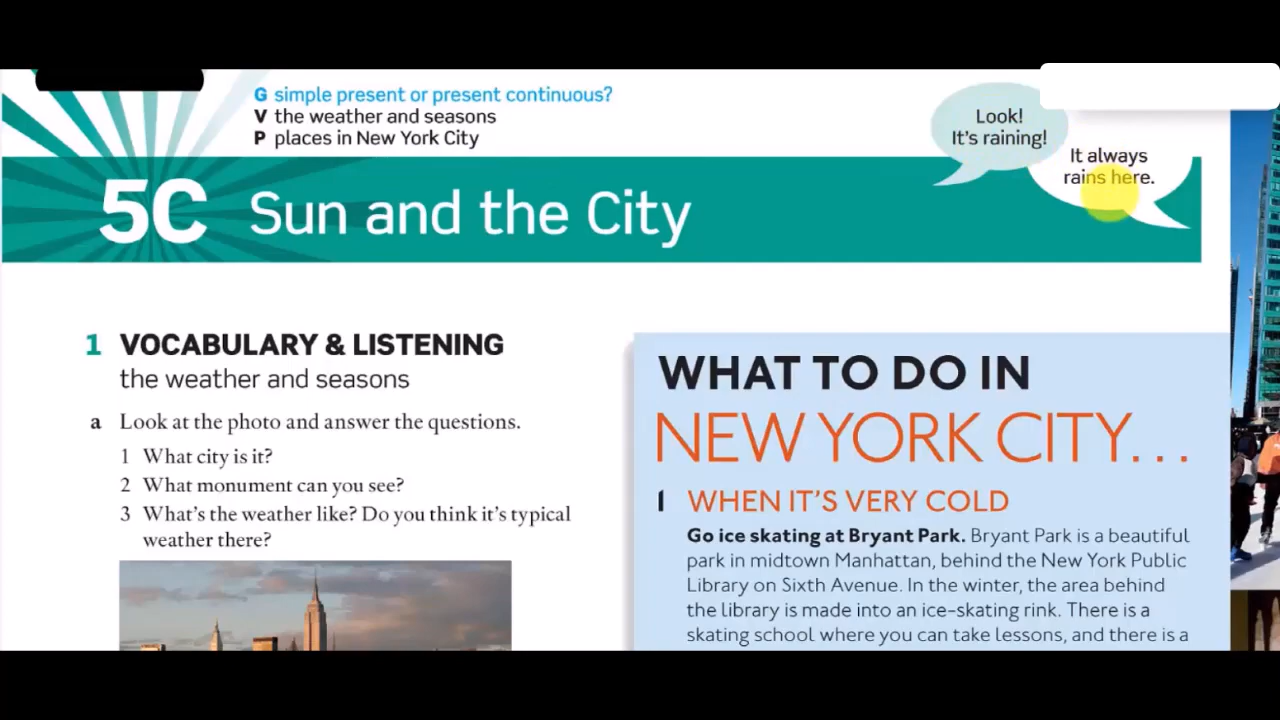 G simple present or present continuous?
V the weather and seasons
P places in New York City
Look!
It's raining!
It always
rains here.
5C Sun and the City
1 VOCABULARY & LISTENING
the weather and seasons
a Look at the photo and answer the questions.
1 What city is it?
2 What monument can you see?
3 What's the weather like? Do you think it's typical
weather there?
WHAT TO DO IN
NEW YORK CITY...
1 WHEN IT'S VERY COLD
Go ice skating at Bryant Park. Bryant Park is a beautiful
park in midtown Manhattan, behind the New York Public
Library on Sixth Avenue. In the winter, the area behind
the library is made into an ice-skating rink. There is a
skating school where you can take lessons, and there is a